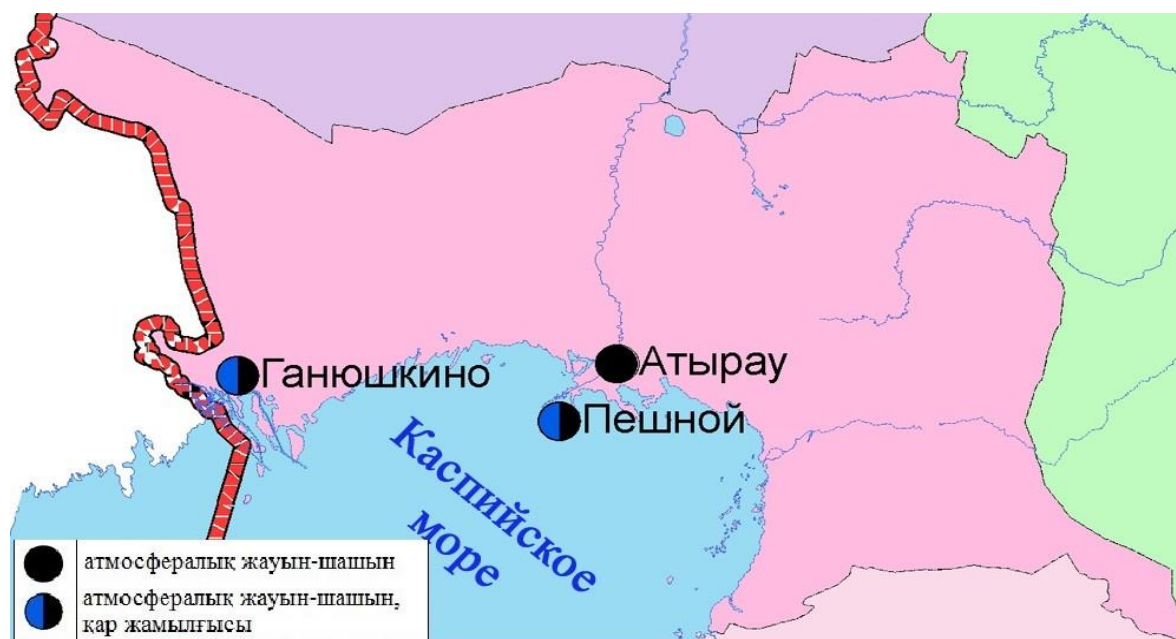 Ганюшкино
Атырау
Пешной
Каспийское
море
атмосфералық жауын-шашын
атмосфералық жауын-шашын,
қар жамылғысы